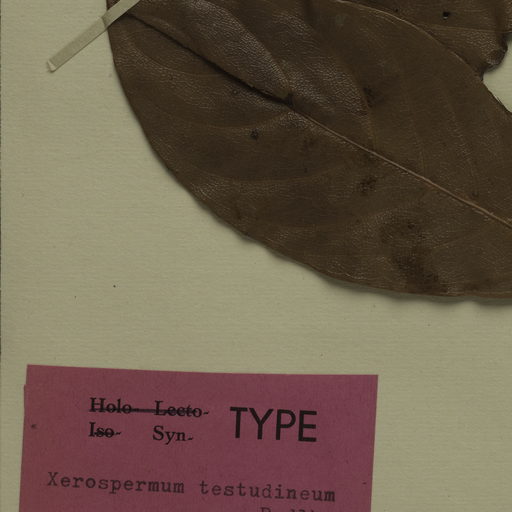 Holo- Lecto-
Iso- Syn- TYPE
Xerospermum testudineum